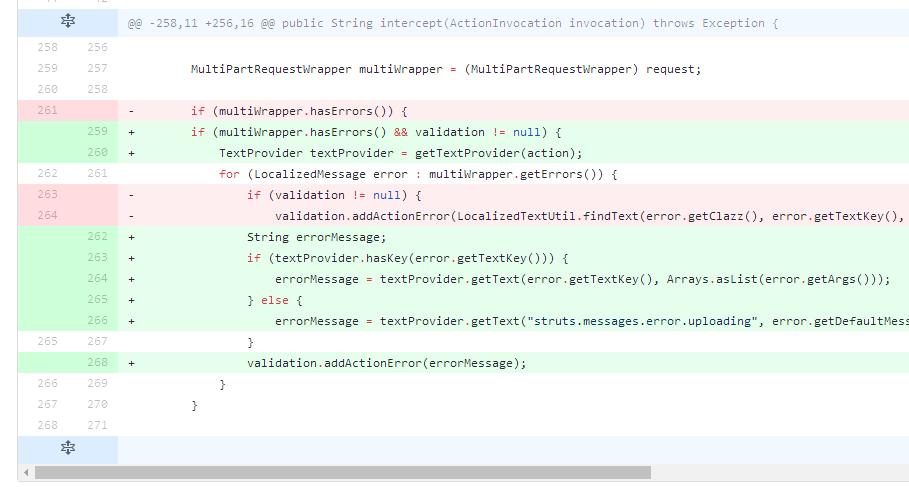 @@ -258,11 +256,16 @@ public String intercept(ActionInvocation invocation) throws Exception {
258 256
259 257 MultiPartRequestWrapper multiWrapper = (MultiPartRequestWrapper) request;
260 258
261 - if (multiWrapper.hasErrors()) {
259 + if (multiWrapper.hasErrors() && validation != null) {
260 + TextProvider textProvider = getTextProvider(action);
262 261 for (LocalizedMessage error : multiWrapper.getErrors()) {
263 - if (validation != null) {
264 - validation.addActionError(LocalizedTextUtil.findText(error.getClazz(), error.getTextKey(),
262 + String errorMessage;
263 + if (textProvider.hasKey(error.getTextKey())) {
264 + errorMessage = textProvider.getText(error.getTextKey(), Arrays.asList(error.getArgs()));
265 + } else {
266 + errorMessage = textProvider.getText("struts.messages.error.uploading", error.getDefaultMess
265 267 }
268 + validation.addActionError(errorMessage);
266 269 }
267 270 }
268 271